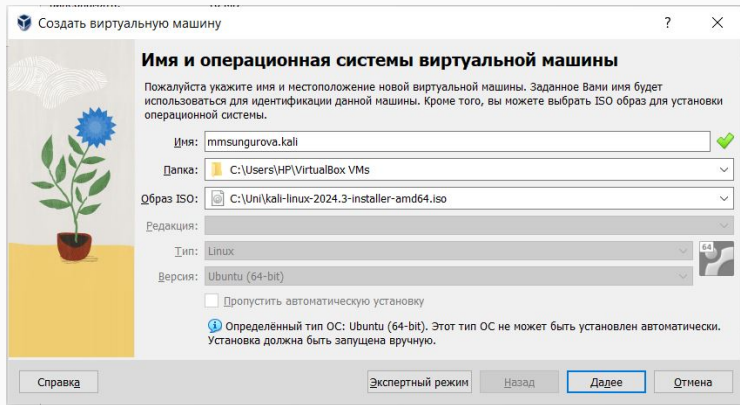 Создать виртуальную машину
?
Имя и операционная системы виртуальной машины
Пожалуйста укажите имя и местоположение новой виртуальной машины. Заданное Вами имя будет
использоваться для идентификации данной машины. Кроме того, вы можете выбрать ISO образ для установки
операционной системы.
Имя: mmsungurova.kali
Папка: C:\Users\HP\VirtualBox VMs
Образ ISO: C:\Uni\kali-linux-2024.3-installer-amd64.iso
Редакция:
Тип: Linux
64
Версия: Ubuntu (64-bit)
Пропустить автоматическую установку
Определённый тип ОС: Ubuntu (64-bit). Этот тип ОС не может быть установлен автоматически.
Установка должна быть запущена вручную.
Справка Экспертный режим Назад Далее Отмена